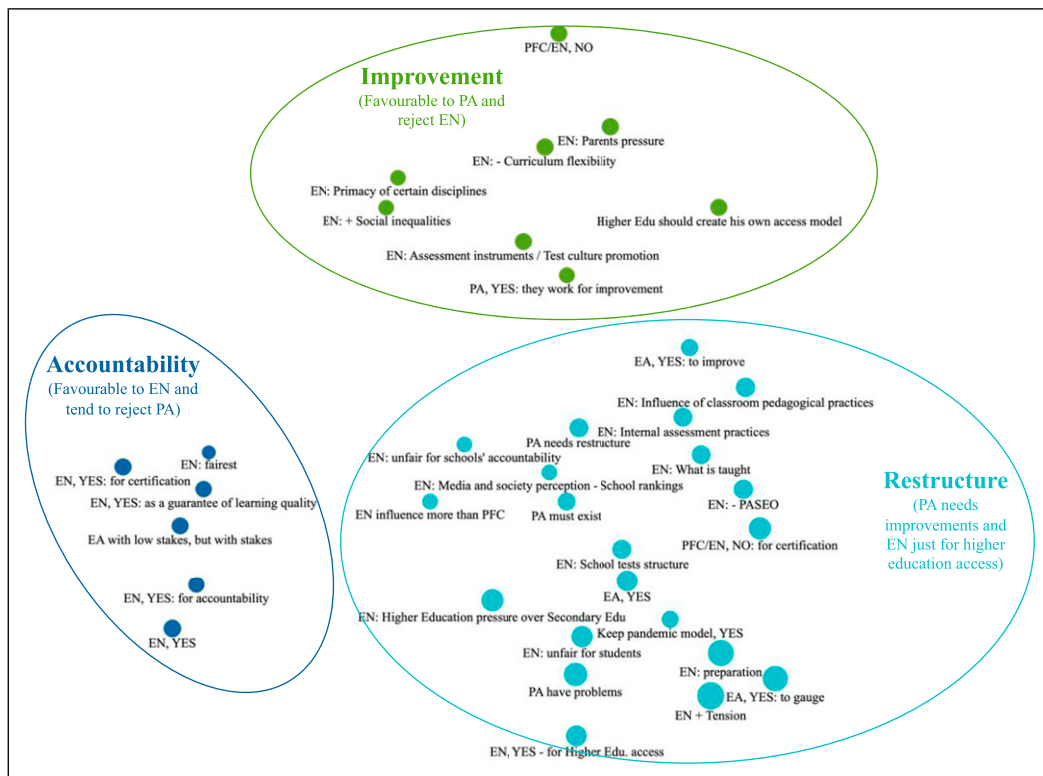 PFC/EN, NO
Improvement
(Favourable to PA and
reject EN)
EN: Parents pressure
EN: - Curriculum flexibility
EN: Primacy of certain disciplines
EN: + Social inequalities
Higher Edu should create his own access model
EN: Assessment instruments / Test culture promotion
PA, YES: they work for improvement
Accountability
(Favourable to EN and
tend to reject PA)
EN: fairest
EN, YES: for certification
EN, YES: as a guarantee of learning quality
EA with low stakes, but with stakes
EN, YES: for accountability
EN, YES
EA, YES: to improve
EN: Influence of classroom pedagogical practices
EN: Internal assessment practices
PA needs restructure
EN: unfair for schools' accountability
EN: What is taught
EN: Media and society perception - School rankings
EN influence more than PFC
PA must exist
EN: - PASEO
PFC/EN, NO: for certification
EN: School tests structure
EA, YES
EN: Higher Education pressure over Secondary Edu
Keep pandemic model, YES
EN: unfair for students
EN: preparation
PA have problems
EA, YES: to gauge
EN + Tension
EN, YES - for Higher Edu. access
Restructure
(PA needs
improvements and
EN just for higher
education access)